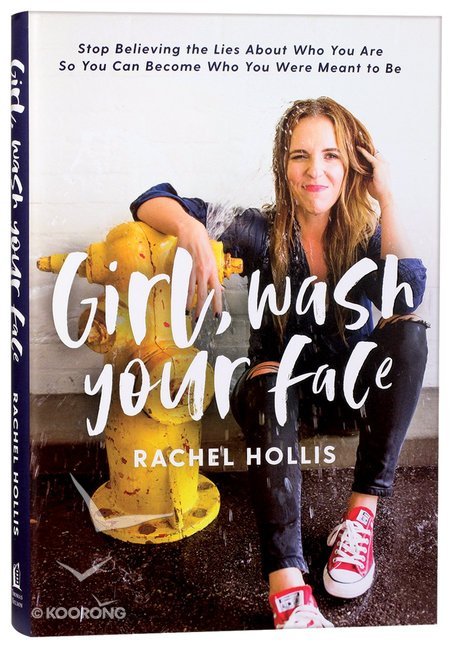 Stop Believing the Lies About Who You Are
So You Can Become Who You Were Meant to Be
Girl, wash
your face
RACHEL HOLLIS
Girl, wash your face
RACHEL HOLLIS
© KOORONG